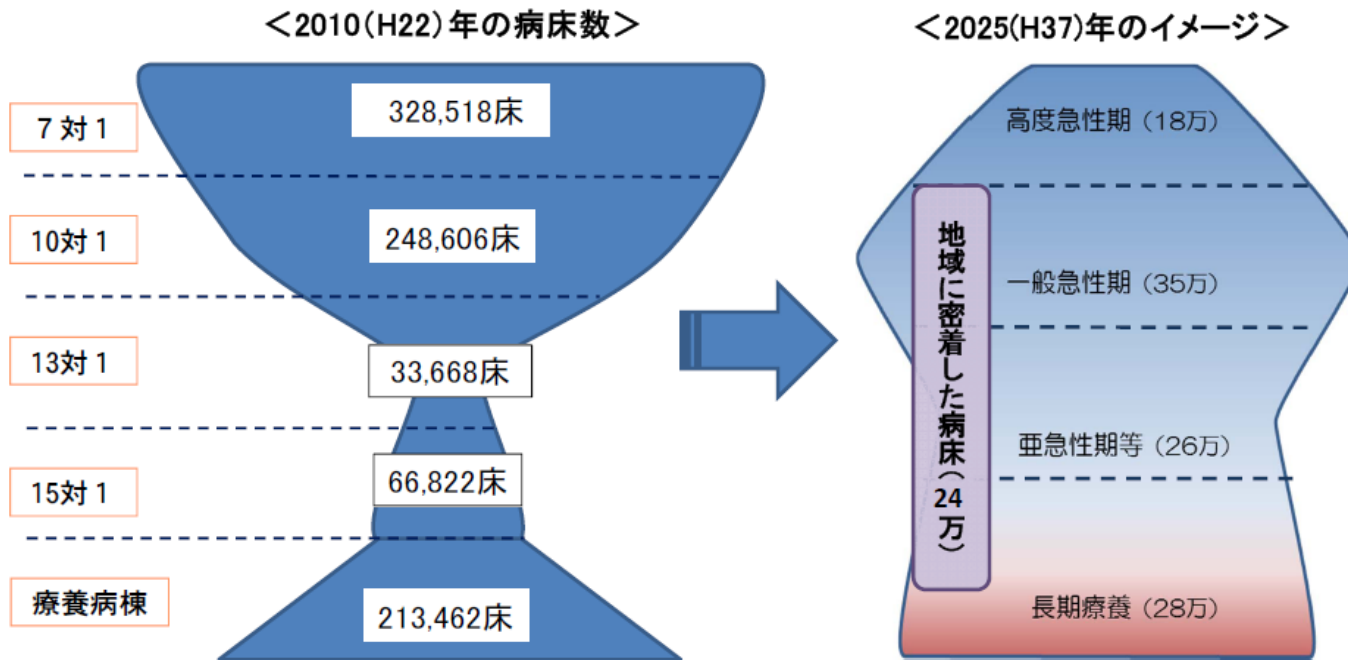 ＜2010(H22)年の病床数＞
7対1
328,518床
10対1
248,606床
13対1
33,668床
15対1
66,822床
療養病棟
213,462床
＜2025(H37)年のイメージ＞
高度急性期（18万）
一般急性期（35万）
亜急性期等（26万）
長期療養（28万）
地域に密着した病床（24万）